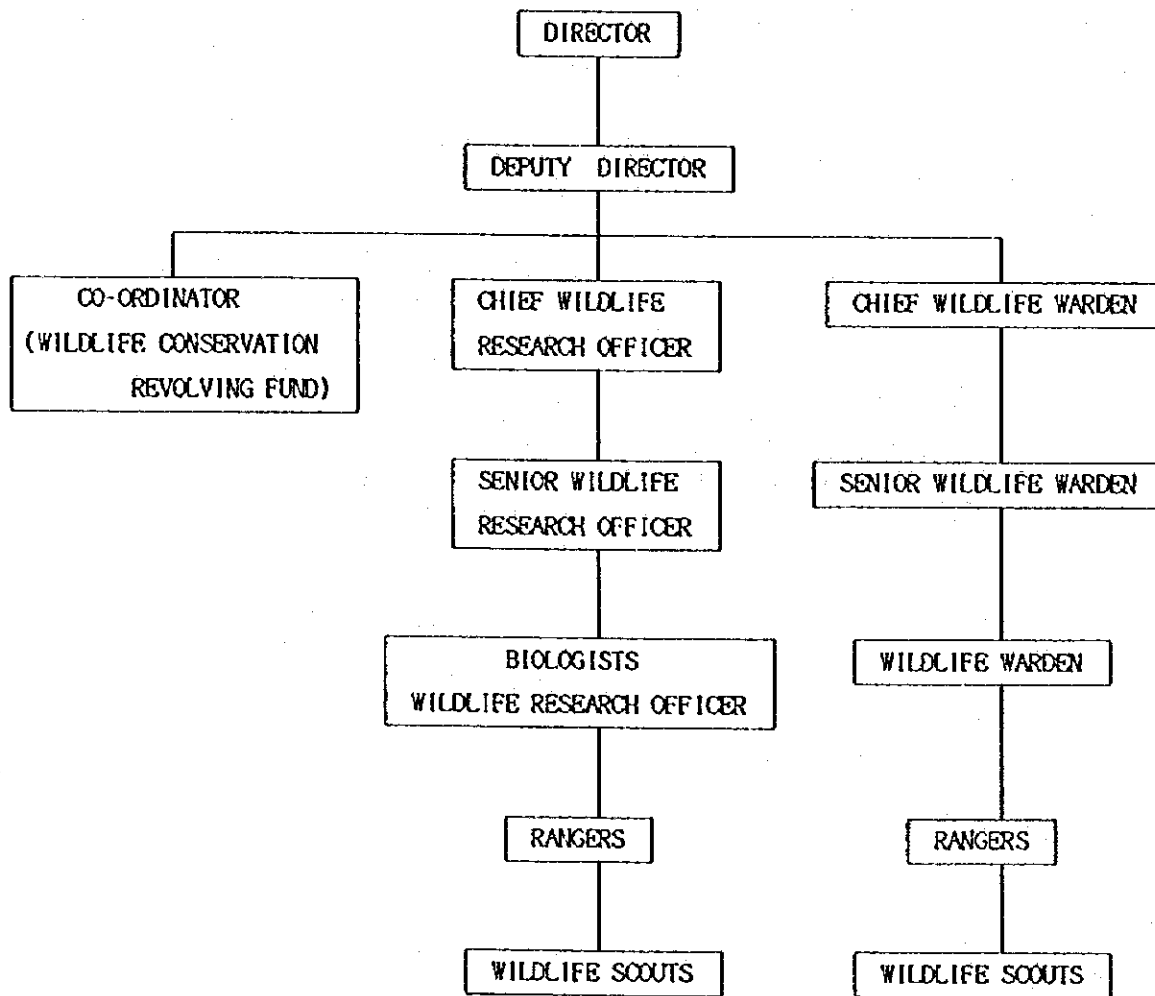 DIRECTOR
DEPUTY DIRECTOR
CO-ORDINATOR
(WILDLIFE CONSERVATION
REVOLVING FUND)
CHIEF WILDLIFE
RESEARCH OFFICER
CHIEF WILDLIFE WARDEN
SENIOR WILDLIFE
RESEARCH OFFICER
SENIOR WILDLIFE WARDEN
BIOLOGISTS
WILDLIFE RESEARCH OFFICER
WILDLIFE WARDEN
RANGERS
RANGERS
WILDLIFE SCOUTS
WILDLIFE SCOUTS